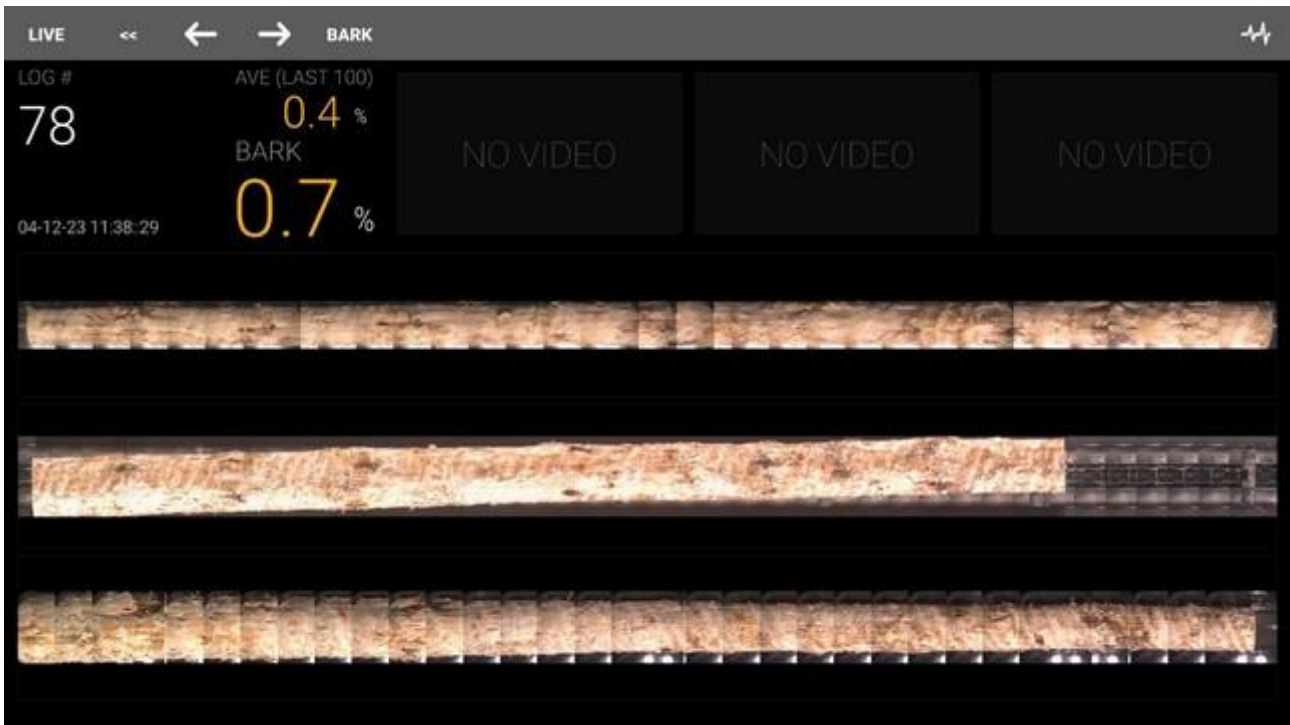 LIVE << ← → BARK
LOG #
78
04-12-23 11:38:29
AVE (LAST 100)
0.4 %
BARK
0.7 %
NO VIDEO
NO VIDEO
NO VIDEO